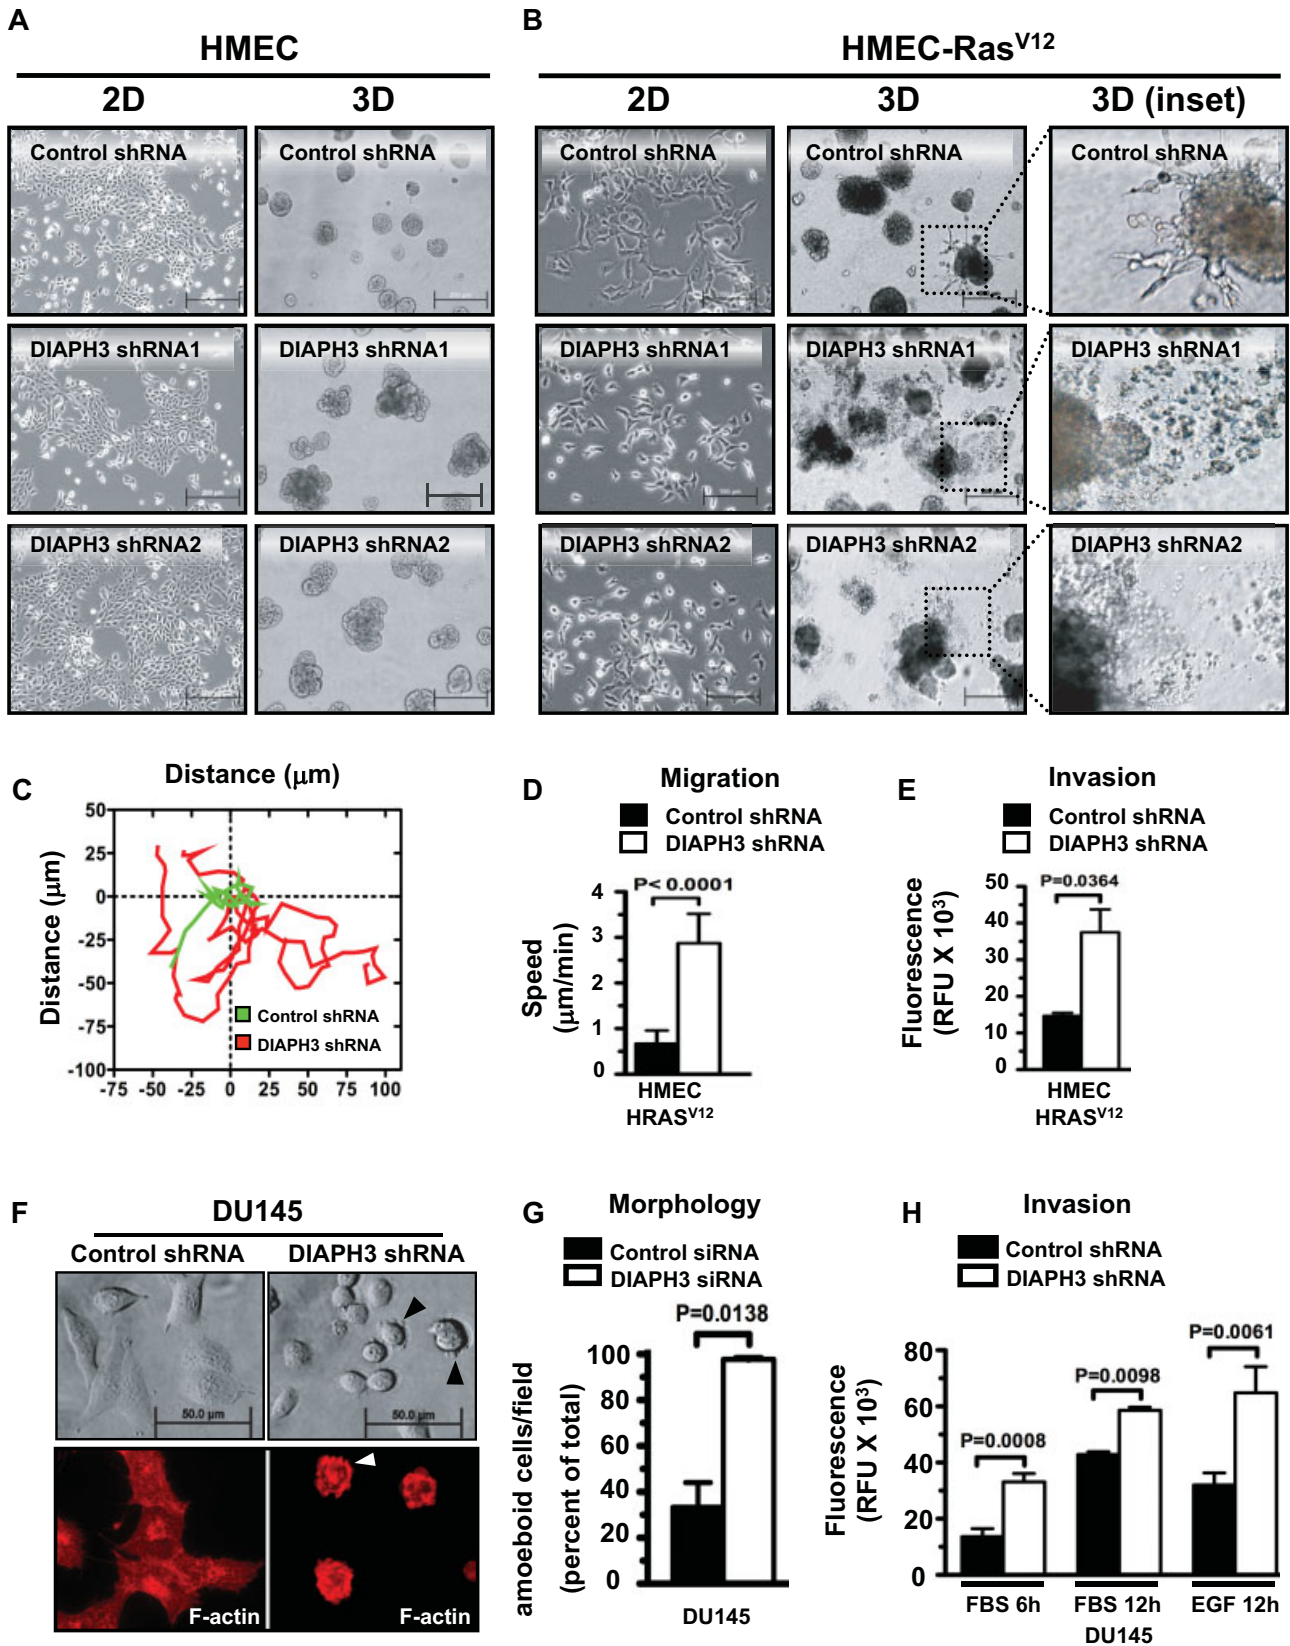 A
HMEC
2D 3D
Control shRNA Control shRNA
DIAPH3 shRNA1 DIAPH3 shRNA1
DIAPH3 shRNA2 DIAPH3 shRNA2
B
HMEC-RasV12
2D 3D 3D (inset)
Control shRNA Control shRNA Control shRNA
DIAPH3 shRNA1 DIAPH3 shRNA1 DIAPH3 shRNA1
DIAPH3 shRNA2 DIAPH3 shRNA2 DIAPH3 shRNA2
C
Distance (μm)
Distance (μm)
50
25
0
-25
-50
-75
-100
-75 -50 -25 0 25 50 75 100
Control shRNA
DIAPH3 shRNA
D
Migration
Control shRNA
DIAPH3 shRNA
P< 0.0001
Speed
(μm/min)
4
3
2
1
0
HMEC
HRASV12
E
Invasion
Control shRNA
DIAPH3 shRNA
P=0.0364
Fluorescence
(RFU X 10³)
50
40
30
20
10
0
HMEC
HRASV12
F
DU145
Control shRNA DIAPH3 shRNA
50.0 μm 50.0 μm
F-actin F-actin
G
Morphology
Control siRNA
DIAPH3 siRNA
P=0.0138
amoeboid cells/field
(percent of total)
100
80
60
40
20
0
DU145
H
Invasion
Control shRNA
DIAPH3 shRNA
P=0.0008
P=0.0098
P=0.0061
Fluorescence
(RFU X 10³)
80
60
40
20
0
FBS 6h FBS 12h EGF 12h
DU145